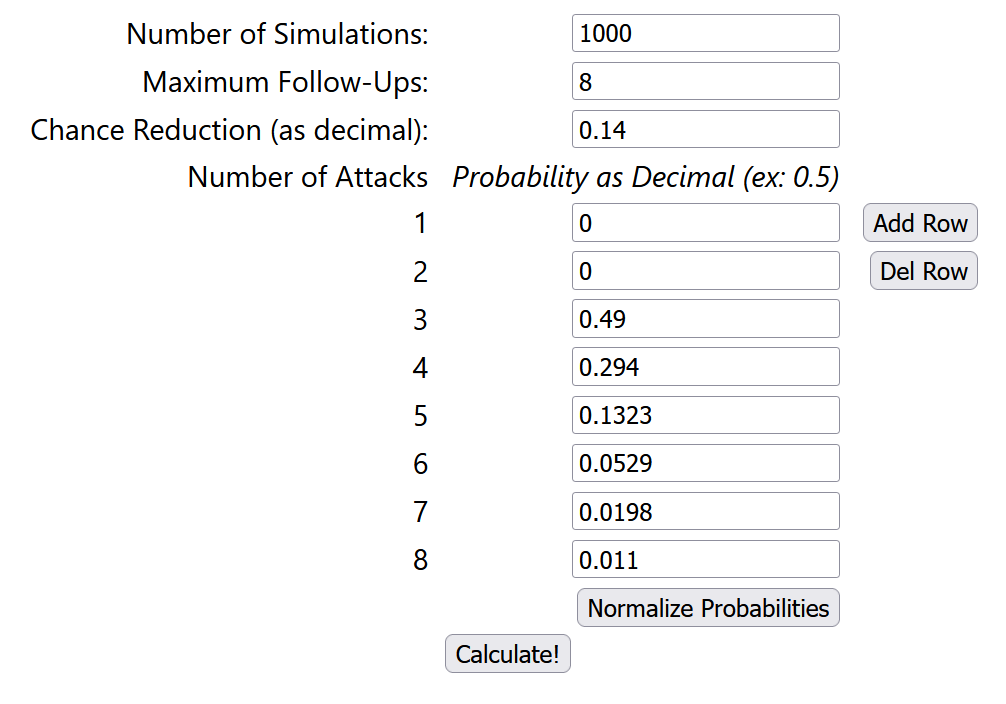 Number of Simulations: 1000
Maximum Follow-Ups: 8
Chance Reduction (as decimal): 0.14
Number of Attacks Probability as Decimal (ex: 0.5)
1 0 Add Row
2 0 Del Row
3 0.49
4 0.294
5 0.1323
6 0.0529
7 0.0198
8 0.011
Normalize Probabilities
Calculate!